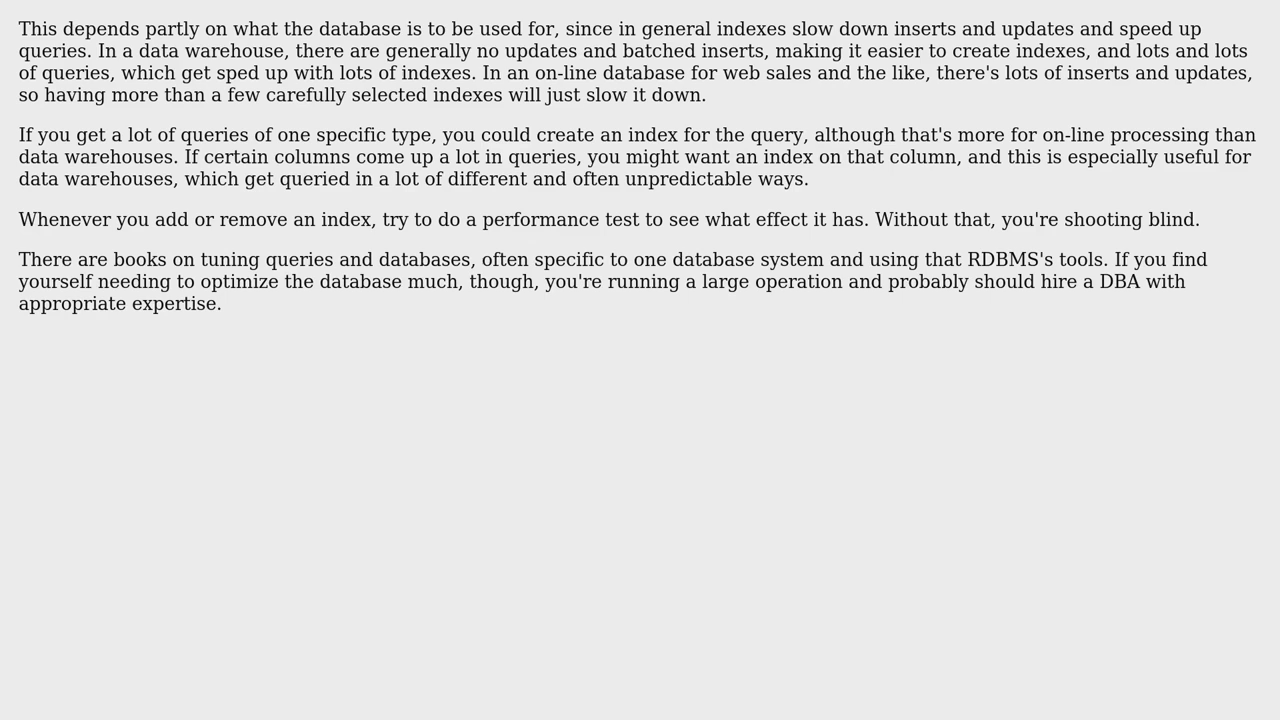 This depends partly on what the database is to be used for, since in general indexes slow down inserts and updates and speed up
queries. In a data warehouse, there are generally no updates and batched inserts, making it easier to create indexes, and lots and lots
of queries, which get sped up with lots of indexes. In an on-line database for web sales and the like, there's lots of inserts and updates,
so having more than a few carefully selected indexes will just slow it down.
If you get a lot of queries of one specific type, you could create an index for the query, although that's more for on-line processing than
data warehouses. If certain columns come up a lot in queries, you might want an index on that column, and this is especially useful for
data warehouses, which get queried in a lot of different and often unpredictable ways.
Whenever you add or remove an index, try to do a performance test to see what effect it has. Without that, you're shooting blind.
There are books on tuning queries and databases, often specific to one database system and using that RDBMS's tools. If you find
yourself needing to optimize the database much, though, you're running a large operation and probably should hire a DBA with
appropriate expertise.